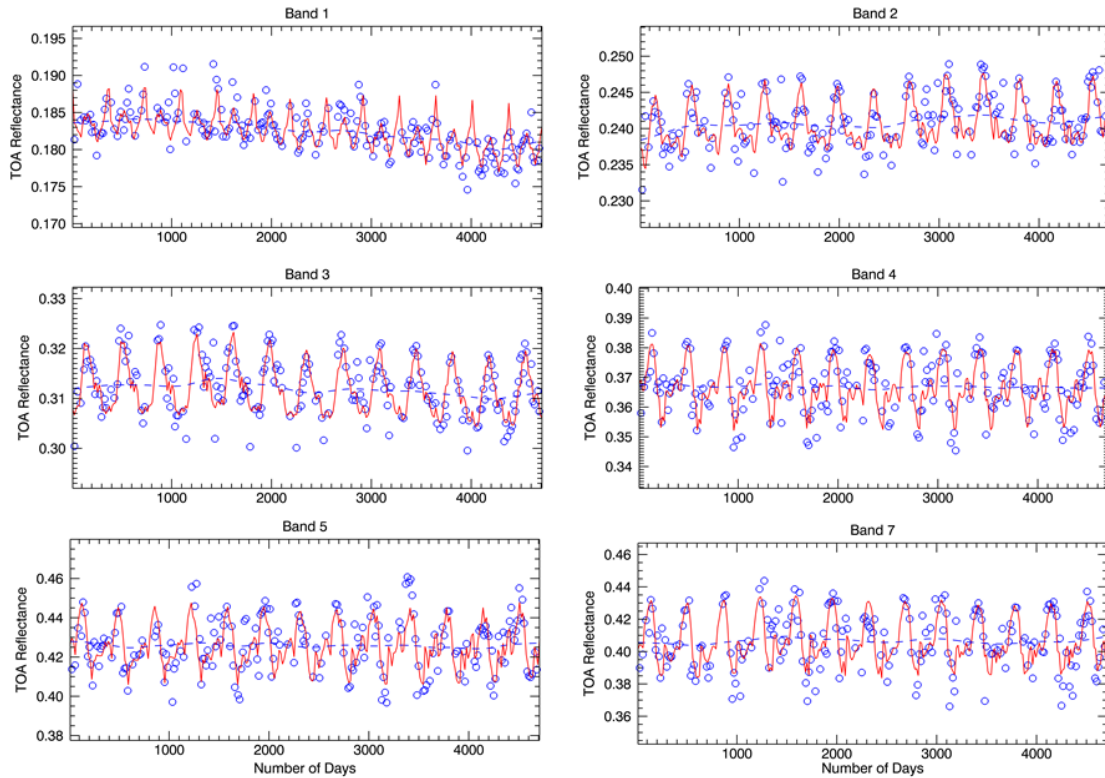 Band 1
0.195
0.190
0.185
0.180
0.175
0.170
TOA Reflectance
1000 2000 3000 4000
Band 2
0.250
0.245
0.240
0.235
0.230
TOA Reflectance
1000 2000 3000 4000
Band 3
0.33
0.32
0.31
0.30
TOA Reflectance
1000 2000 3000 4000
Band 4
0.40
0.39
0.38
0.37
0.36
0.35
0.34
TOA Reflectance
1000 2000 3000 4000
Band 5
0.46
0.44
0.42
0.40
0.38
TOA Reflectance
1000 2000 3000 4000
Number of Days
Band 7
0.46
0.44
0.42
0.40
0.38
0.36
TOA Reflectance
1000 2000 3000 4000
Number of Days